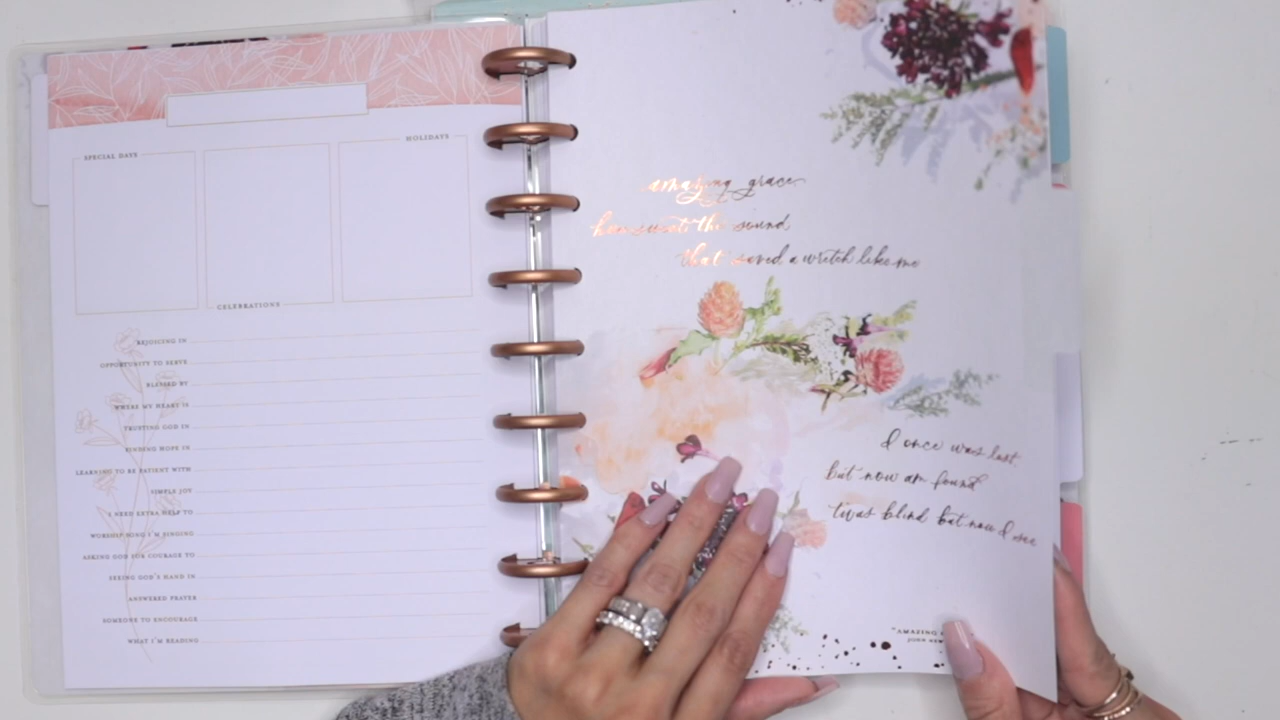 SPECIAL DAYS
HOLIDAYS
CELEBRATIONS
REJOICING IN
OPPORTUNITY TO SERVE
BLESSED BY
WHERE MY HEART IS
TRUSTING GOD IN
FINDING HOPE IN
LEARNING TO BE PATIENT WITH
SIMPLE JOY
I NEED EXTRA HELP TO
WORSHIP SONG I'M SINGING
ASKING GOD FOR COURAGE TO
SEEING GOD'S HAND IN
ANSWERED PRAYER
SOMEONE TO ENCOURAGE
WHAT I'M READING
amazing grace
how sweet the sound
that saved a wretch like me
I once was lost,
but now am found
'twas blind but now I see
"AMAZING
JOHN